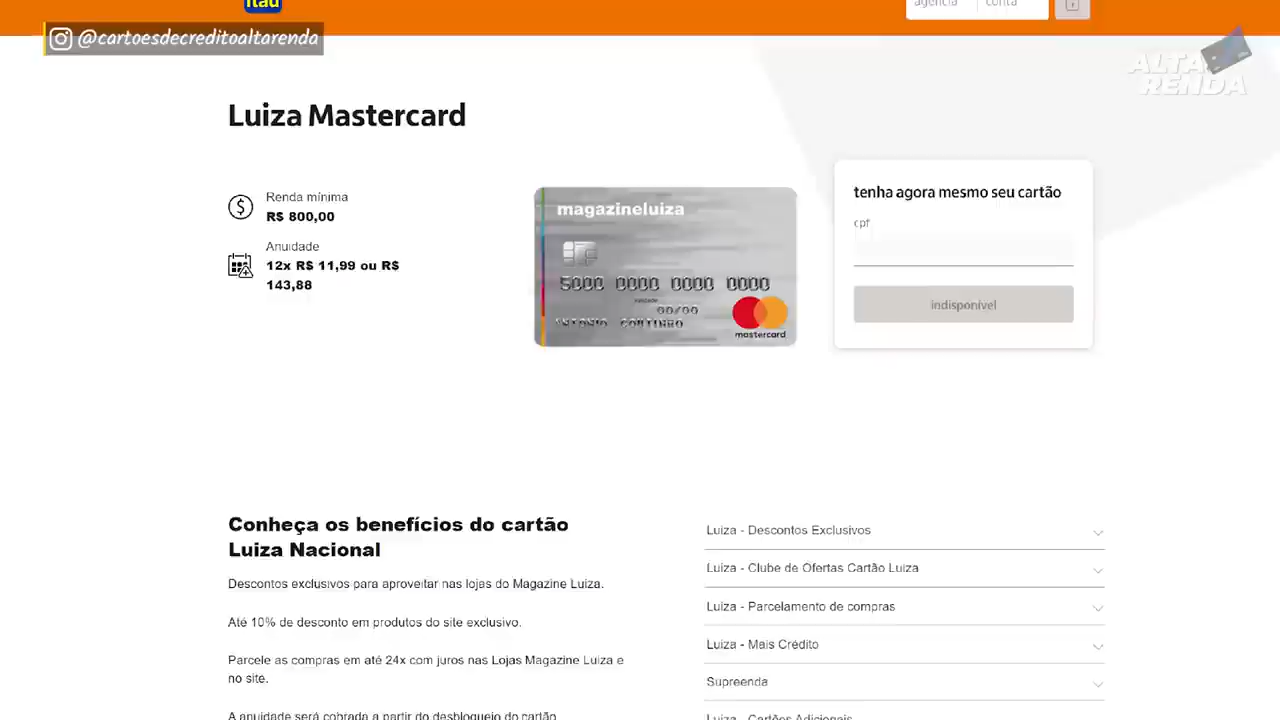 itaú
agência
conta
@cartoesdecreditoaltarenda
ALTA
RENDA
Luiza Mastercard
Renda mínima
R$ 800,00
Anuidade
12x R$ 11,99 ou R$
143,88
magazineluiza
5000 0000 0000 0000
00/00
COUTINHO
mastercard
tenha agora mesmo seu cartão
cpf
indisponível
Conheça os benefícios do cartão
Luiza Nacional
Descontos exclusivos para aproveitar nas lojas do Magazine Luiza.
Até 10% de desconto em produtos do site exclusivo.
Parcele as compras em até 24x com juros nas Lojas Magazine Luiza e
no site.
A anuidade será cobrada a partir do desbloqueio do cartão
Luiza - Descontos Exclusivos
Luiza - Clube de Ofertas Cartão Luiza
Luiza - Parcelamento de compras
Luiza - Mais Crédito
Supreenda
Luiza - Cartões Adicionais